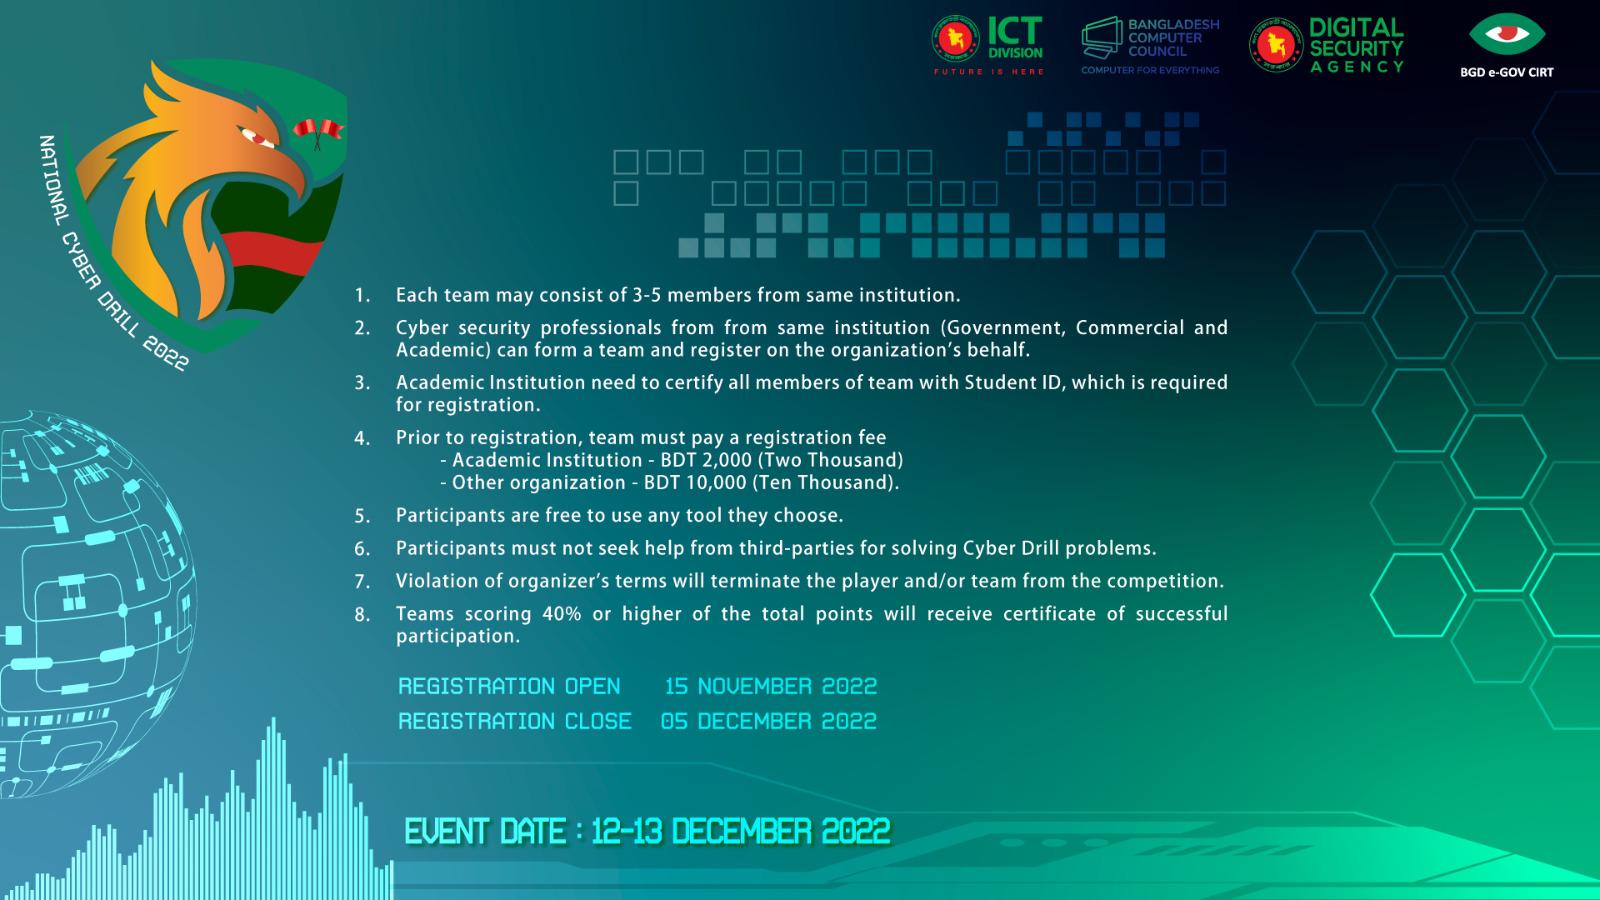 ICT
DIVISION
FUTURE IS HERE
BANGLADESH
COMPUTER
COUNCIL
COMPUTER FOR EVERYTHING
DIGITAL
SECURITY
AGENCY
BGD e-GOV CIRT
NATIONAL CYBER DRILL 2022
1. Each team may consist of 3-5 members from same institution.
2. Cyber security professionals from from same institution (Government, Commercial and
Academic) can form a team and register on the organization's behalf.
3. Academic Institution need to certify all members of team with Student ID, which is required
for registration.
4. Prior to registration, team must pay a registration fee
- Academic Institution - BDT 2,000 (Two Thousand)
- Other organization - BDT 10,000 (Ten Thousand).
5. Participants are free to use any tool they choose.
6. Participants must not seek help from third-parties for solving Cyber Drill problems.
7. Violation of organizer's terms will terminate the player and/or team from the competition.
8. Teams scoring 40% or higher of the total points will receive certificate of successful
participation.
REGISTRATION OPEN 15 NOVEMBER 2022
REGISTRATION CLOSE 05 DECEMBER 2022
EVENT DATE : 12-13 DECEMBER 2022